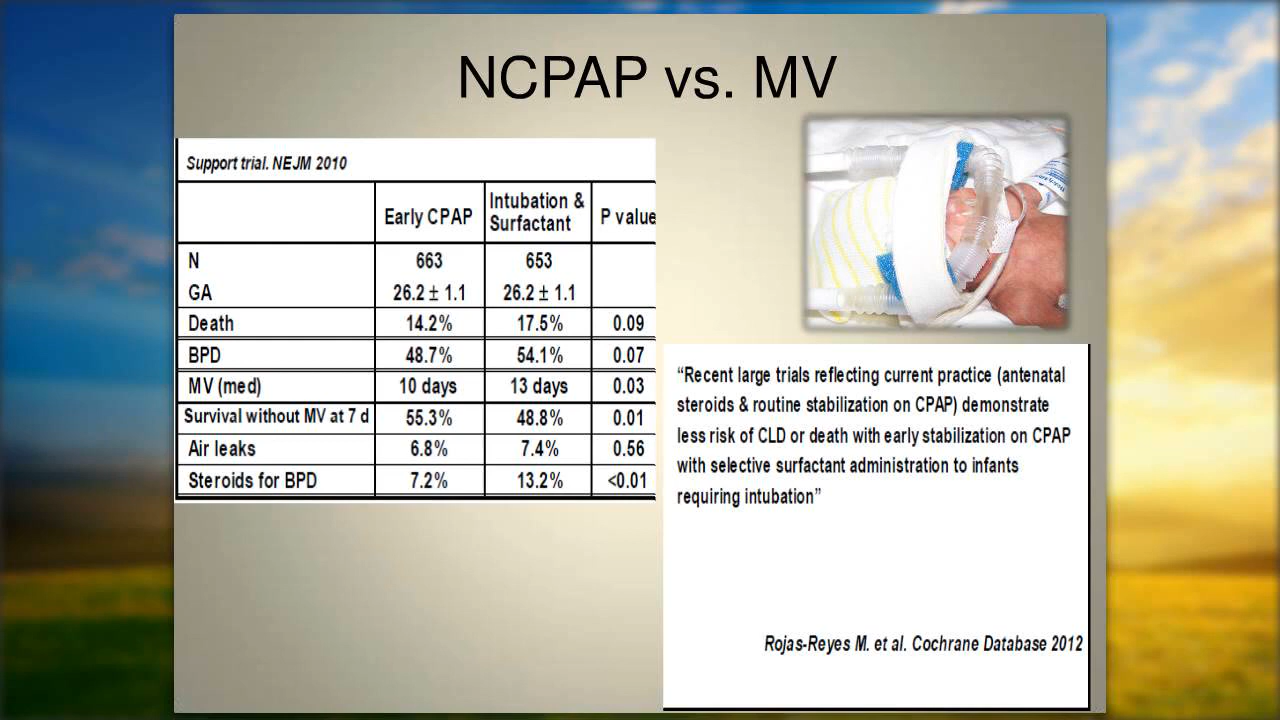 NCPAP vs. MV
Support trial. NEJM 2010
Early CPAP Intubation & Surfactant P value
N 663 653
GA 26.2 ± 1.1 26.2 ± 1.1
Death 14.2% 17.5% 0.09
BPD 48.7% 54.1% 0.07
MV (med) 10 days 13 days 0.03
Survival without MV at 7 d 55.3% 48.8% 0.01
Air leaks 6.8% 7.4% 0.56
Steroids for BPD 7.2% 13.2% <0.01
“Recent large trials reflecting current practice (antenatal
steroids & routine stabilization on CPAP) demonstrate
less risk of CLD or death with early stabilization on CPAP
with selective surfactant administration to infants
requiring intubation”
Rojas-Reyes M. et al. Cochrane Database 2012